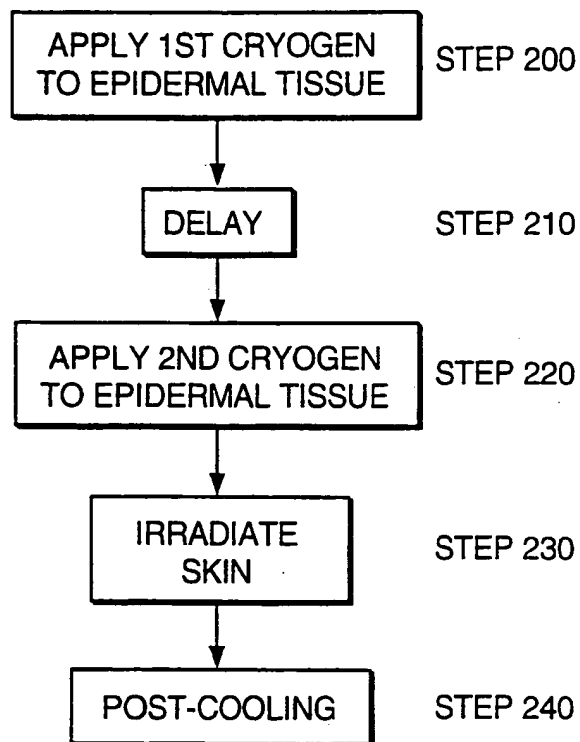 APPLY 1ST CRYOGEN
TO EPIDERMAL TISSUE
STEP 200
DELAY
STEP 210
APPLY 2ND CRYOGEN
TO EPIDERMAL TISSUE
STEP 220
IRRADIATE
SKIN
STEP 230
POST-COOLING
STEP 240